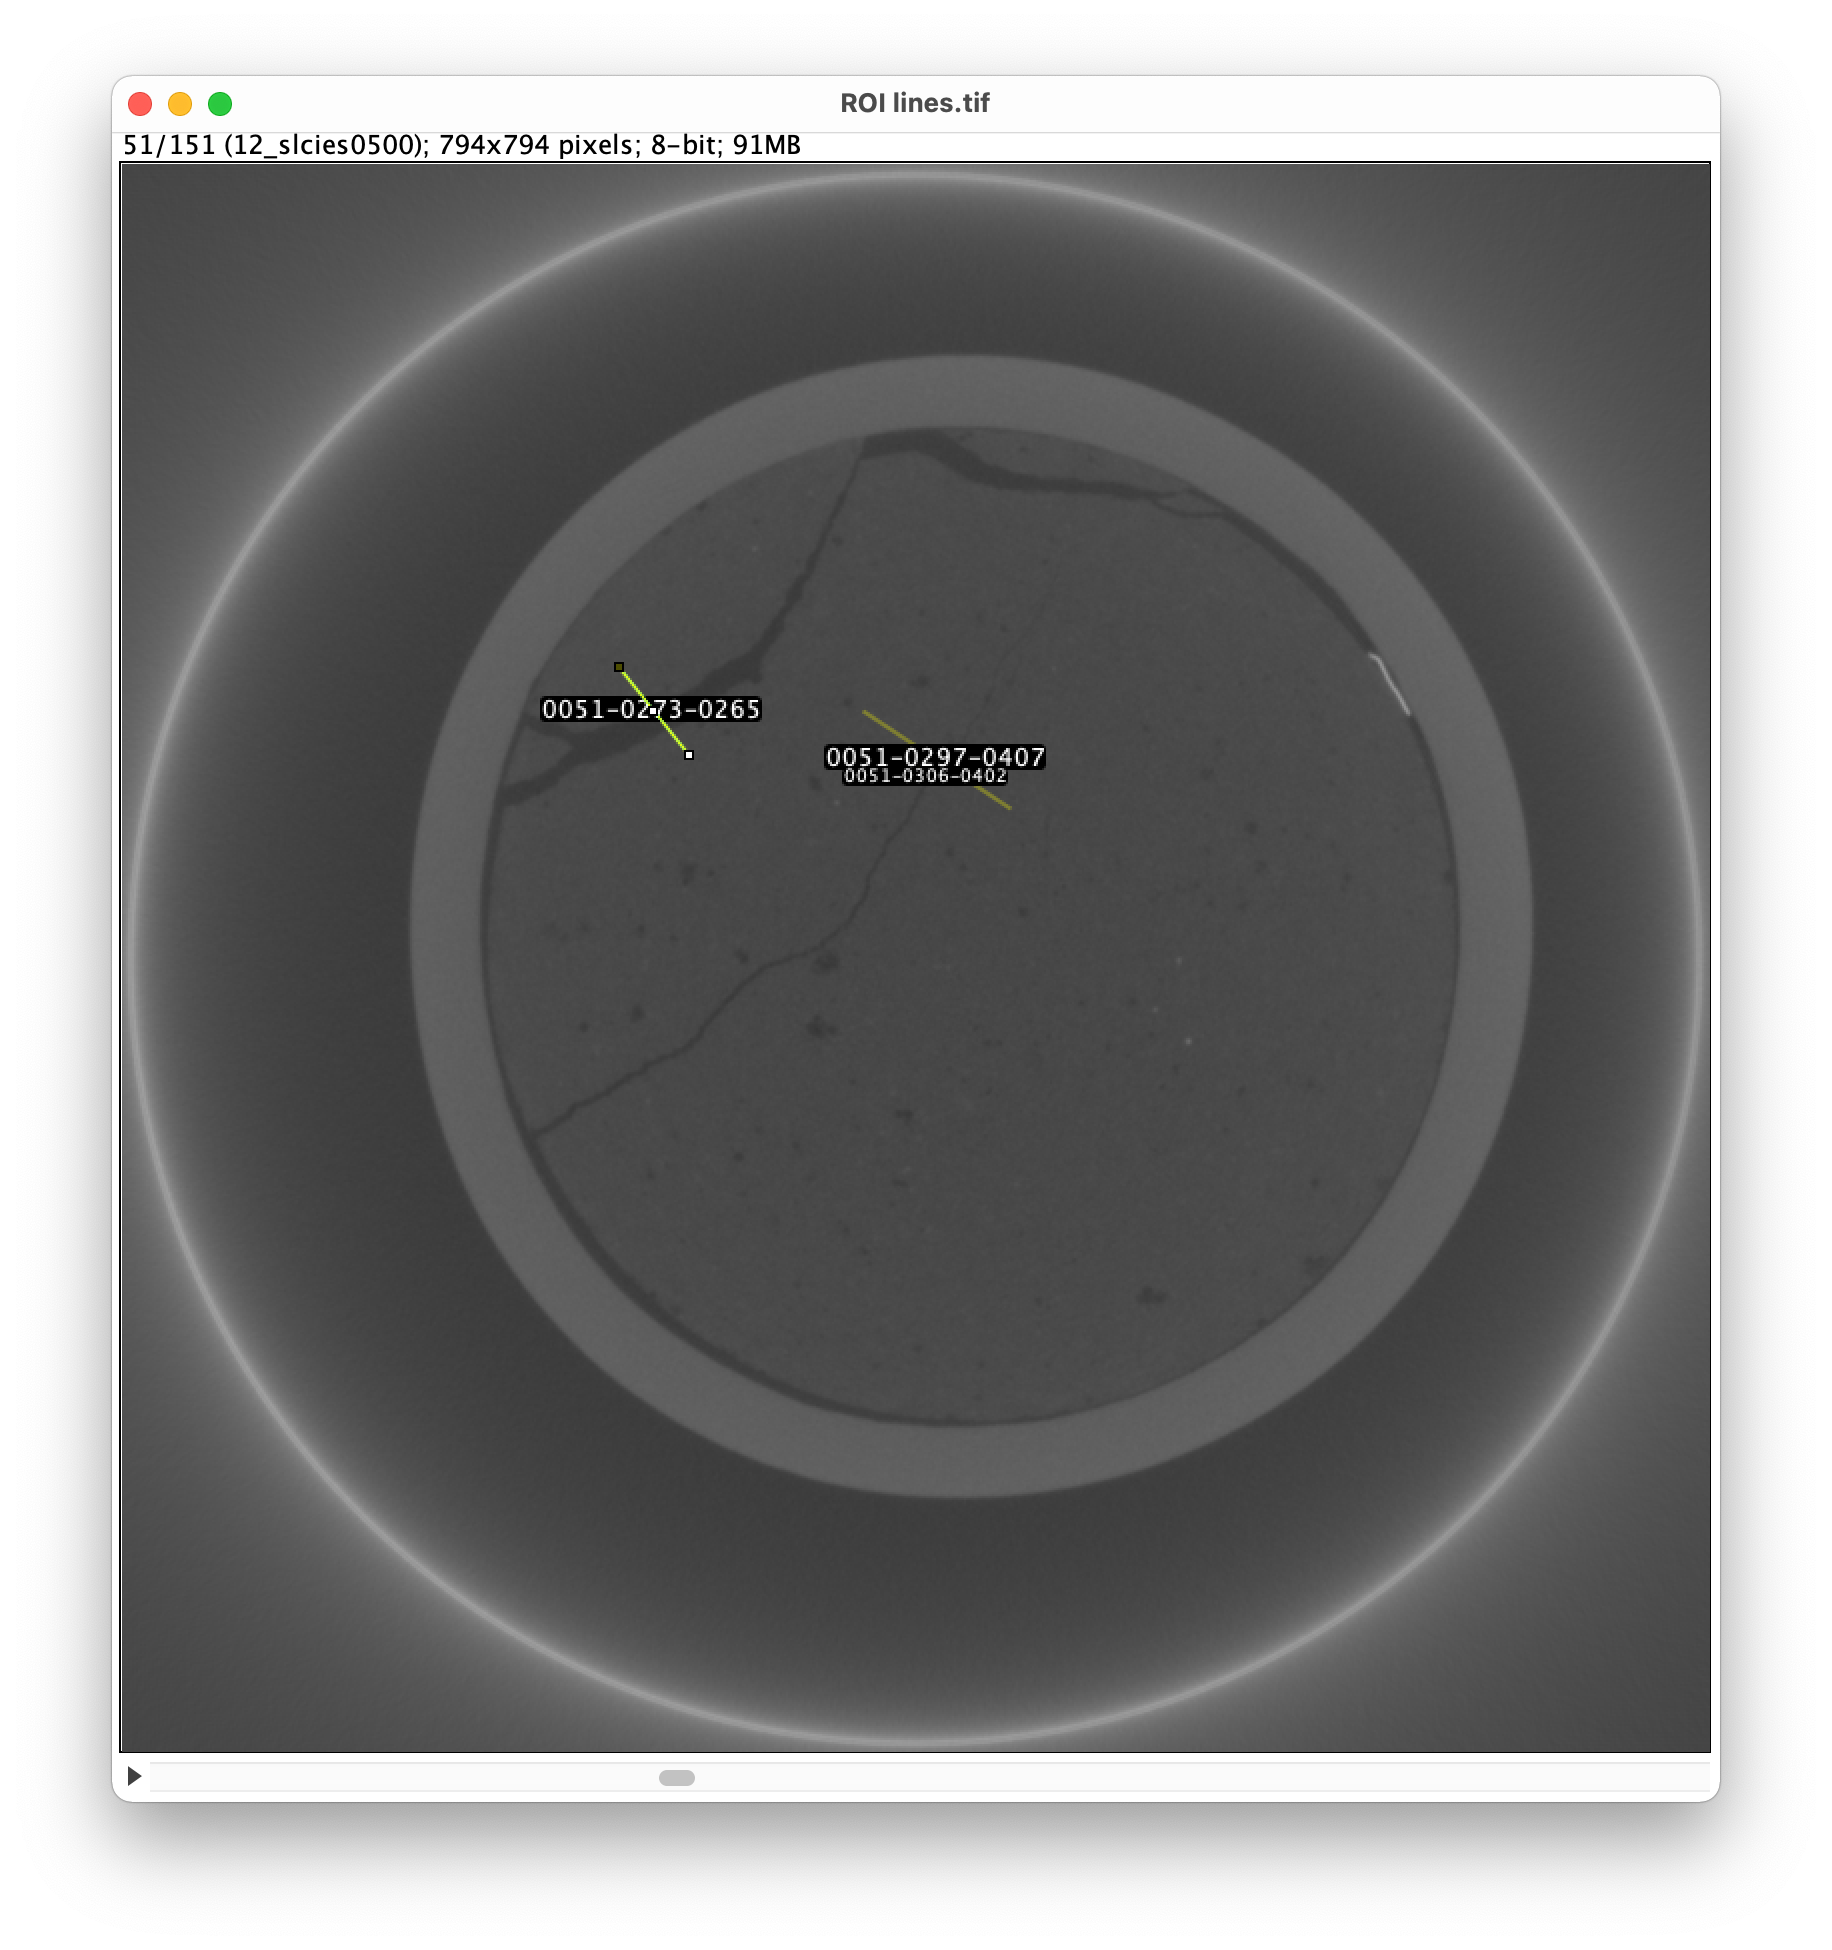 ROI lines.tif
51/151 (12_slcies0500); 794x794 pixels; 8-bit; 91MB
0051-0273-0265
0051-0297-0407
0051-0306-0402